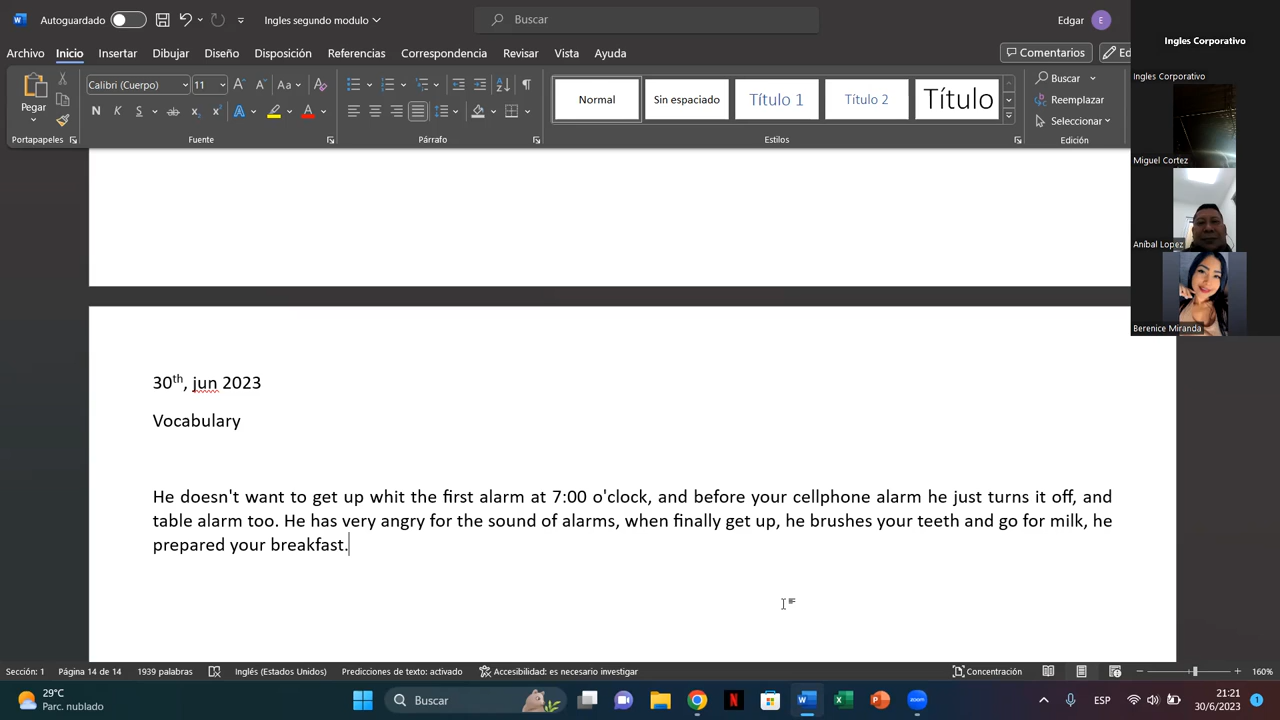 Autoguardado
Ingles segundo modulo
Buscar
Edgar
E
Ingles Corporativo
Archivo Inicio Insertar Dibujar Diseño Disposición Referencias Correspondencia Revisar Vista Ayuda
Comentarios
Ed
Ingles Corporativo
Pegar
Calibri (Cuerpo) 11
Normal
Sin espaciado
Título 1
Título 2
Título
Buscar
Reemplazar
Seleccionar
Portapapeles
Fuente
Párrafo
Estilos
Edición
Miguel Cortez
Aníbal Lopez
Berenice Miranda
30th, jun 2023
Vocabulary
He doesn't want to get up whit the first alarm at 7:00 o'clock, and before your cellphone alarm he just turns it off, and
table alarm too. He has very angry for the sound of alarms, when finally get up, he brushes your teeth and go for milk, he
prepared your breakfast.
Sección: 1 Página 14 de 14 1939 palabras Inglés (Estados Unidos) Predicciones de texto: activado Accesibilidad: es necesario investigar Concentración 160%
29°C
Parc. nublado
Buscar
ESP
21:21
30/6/2023